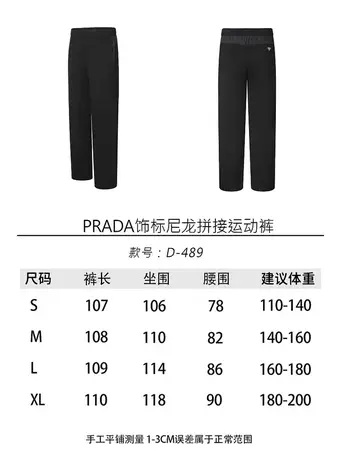 PRADA饰标尼龙拼接运动裤
款号：D-489
尺码 裤长 坐围 腰围 建议体重
S 107 106 78 110-140
M 108 110 82 140-160
L 109 114 86 160-180
XL 110 118 90 180-200
手工平铺测量 1-3CM误差属于正常范围